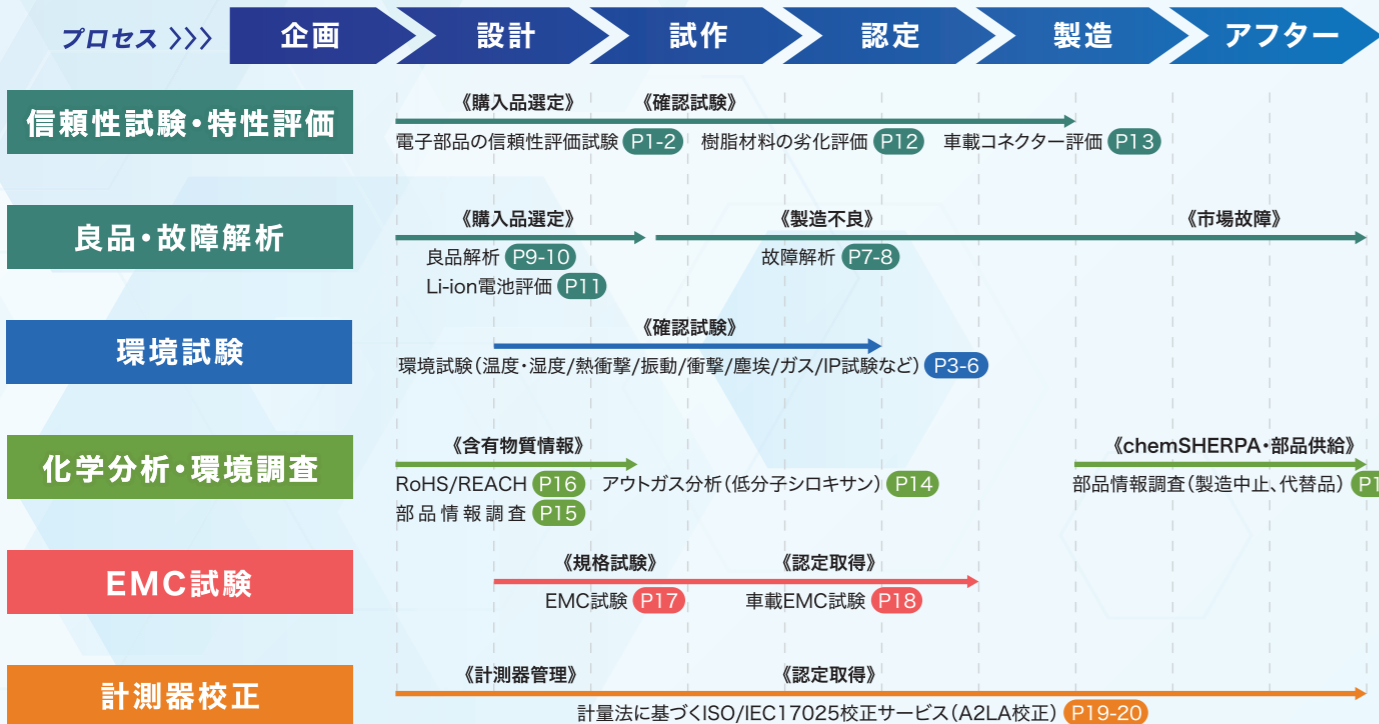 プロセス 〉〉〉 企画 設計 試作 認定 製造 アフター
信頼性試験・特性評価
《購入品選定》 《確認試験》
電子部品の信頼性評価試験 P1-2 樹脂材料の劣化評価 P12 車載コネクター評価 P13
良品・故障解析
《購入品選定》 《製造不良》 《市場故障》
良品解析 P9-10 故障解析 P7-8
Li-ion電池評価 P11
環境試験
《確認試験》
環境試験（温度・湿度/熱衝撃/振動/衝撃/塵埃/ガス/IP試験など） P3-6
化学分析・環境調査
《含有物質情報》 《chemSHERPA・部品供給》
RoHS/REACH P16 アウトガス分析（低分子シロキサン） P14 部品情報調査（製造中止、代替品）
部品情報調査 P15
EMC試験
《規格試験》 《認定取得》
EMC試験 P17 車載EMC試験 P18
計測器校正
《計測器管理》 《認定取得》
計量法に基づくISO/IEC17025校正サービス（A2LA校正） P19-20